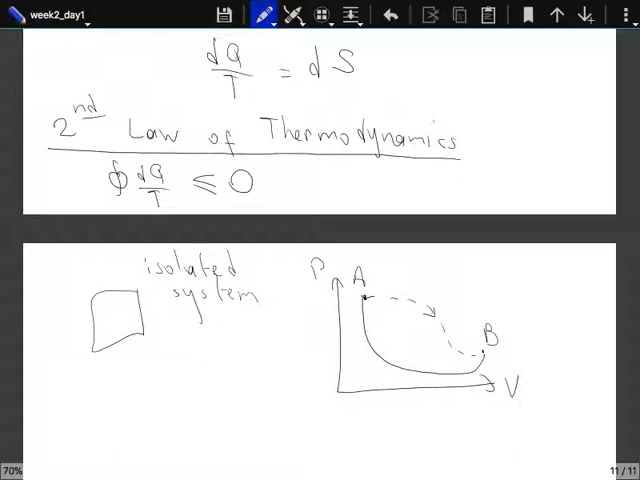 week2_day1
dQ/T = dS
2nd Law of Thermodynamics
∮ dQ/T ≤ 0
isolated
system
P
A
B
V
70%
11 / 11